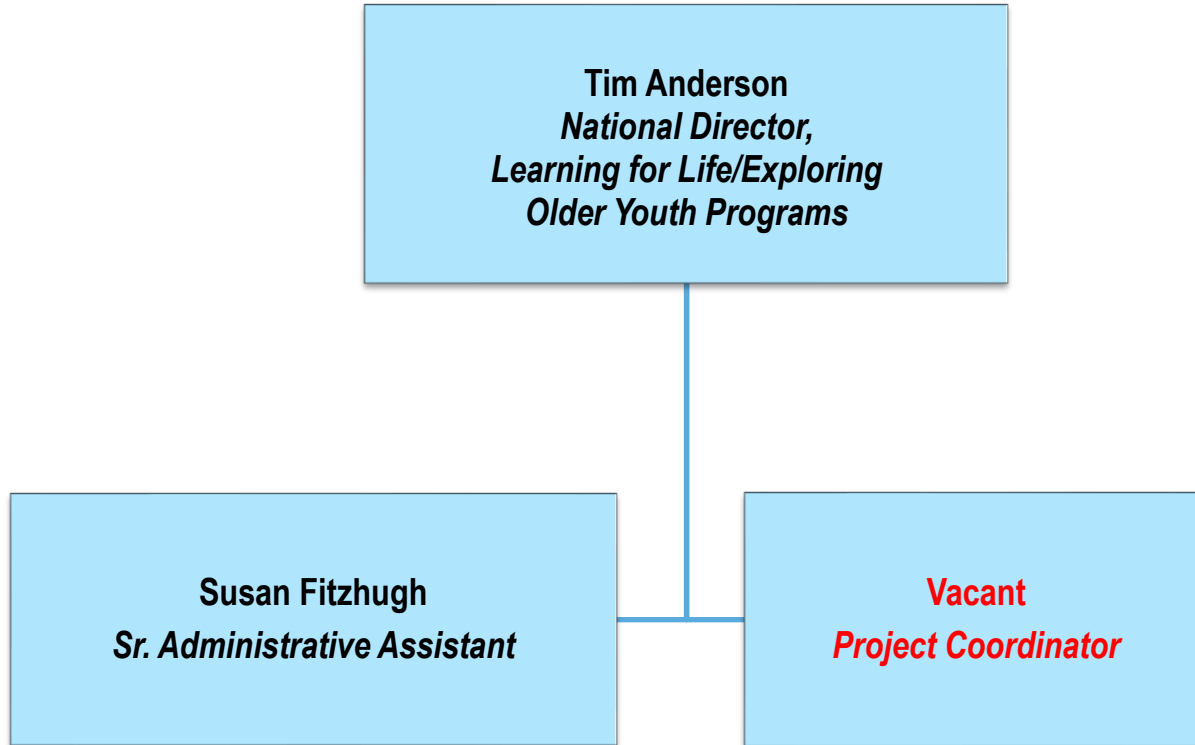 Tim Anderson
National Director,
Learning for Life/Exploring
Older Youth Programs
Susan Fitzhugh
Sr. Administrative Assistant
Vacant
Project Coordinator